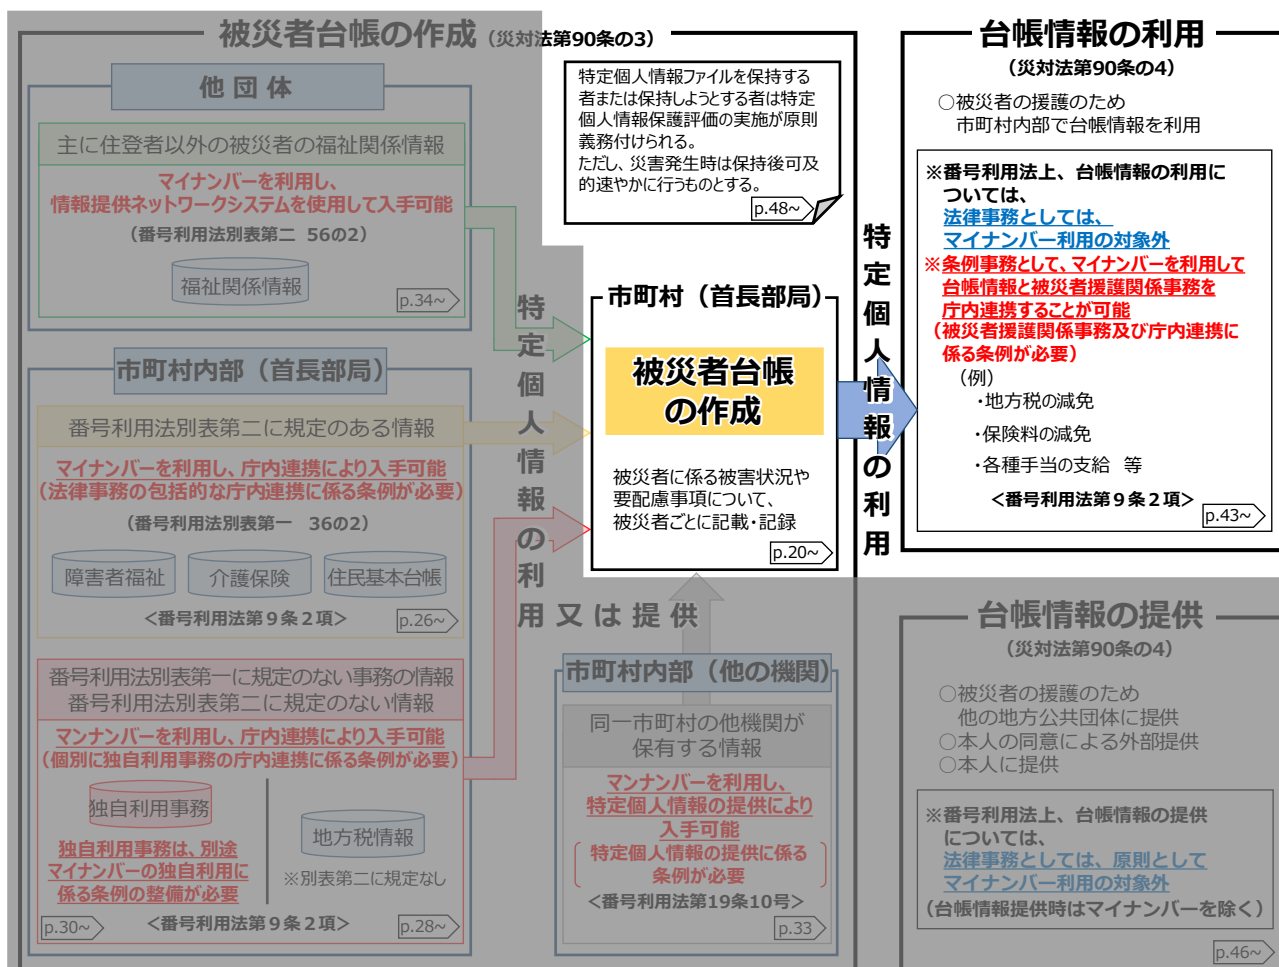 被災者台帳の作成（災対法第90条の3）
他団体
主に住登者以外の被災者の福祉関係情報
マイナンバーを利用し、
情報提供ネットワークシステムを使用して入手可能
（番号利用法別表第二 56の2）
福祉関係情報
p.34~
市町村内部（首長部局）
番号利用法別表第二に規定のある情報
マイナンバーを利用し、庁内連携により入手可能
（法律事務の包括的な庁内連携に係る条例が必要）
（番号利用法別表第一 36の2）
障害者福祉
介護保険
住民基本台帳
＜番号利用法第９条２項＞
p.26~
番号利用法別表第一に規定のない事務の情報
番号利用法別表第二に規定のない情報
マンナンバーを利用し、庁内連携により入手可能
（個別に独自利用事務の庁内連携に係る条例が必要）
独自利用事務
独自利用事務は、別途
マイナンバーの独自利用に
係る条例の整備が必要
地方税情報
※別表第二に規定なし
p.30~
＜番号利用法第９条２項＞
p.28~
特定個人情報の利用又は提供
特定個人情報ファイルを保持する
者または保持しようとする者は特定
個人情報保護評価の実施が原則
義務付けられる。
ただし、災害発生時は保持後可及
的速やかに行うものとする。
p.48~
市町村（首長部局）
被災者台帳
の作成
被災者に係る被害状況や
要配慮事項について、
被災者ごとに記載・記録
p.20~
市町村内部（他の機関）
同一市町村の他機関が
保有する情報
マンナンバーを利用し、
特定個人情報の提供により
入手可能
特定個人情報の提供に係る
条例が必要
＜番号利用法第19条10号＞
p.33
特定個人情報の利用
台帳情報の利用
（災対法第90条の4）
○被災者の援護のため
市町村内部で台帳情報を利用
※番号利用法上、台帳情報の利用に
ついては、
法律事務としては、
マイナンバー利用の対象外
※条例事務として、マイナンバーを利用して
台帳情報と被災者援護関係事務を
庁内連携することが可能
（被災者援護関係事務及び庁内連携に
係る条例が必要）
（例）
・地方税の減免
・保険料の減免
・各種手当の支給 等
＜番号利用法第９条２項＞
p.43~
台帳情報の提供
（災対法第90条の4）
○被災者の援護のため
他の地方公共団体に提供
○本人の同意による外部提供
○本人に提供
※番号利用法上、台帳情報の提供
については、
法律事務としては、原則として
マイナンバー利用の対象外
（台帳情報提供時はマイナンバーを除く）
p.46~